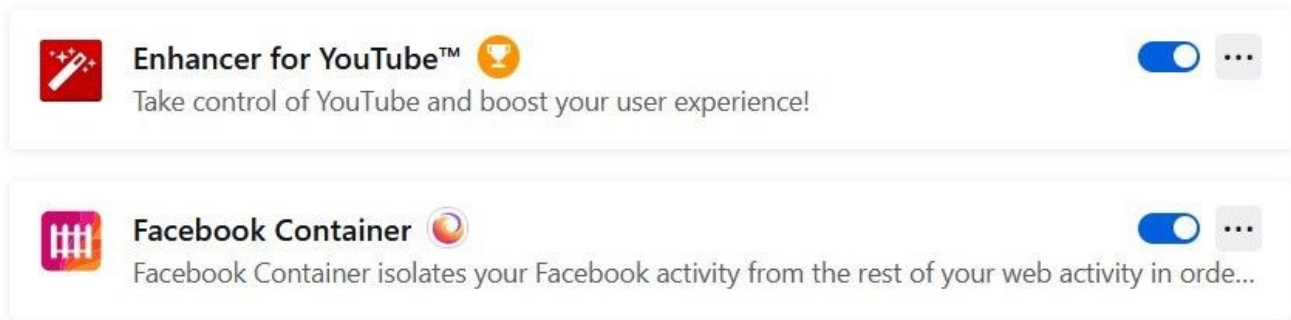 Enhancer for YouTube™
Take control of YouTube and boost your user experience!
Facebook Container
Facebook Container isolates your Facebook activity from the rest of your web activity in orde...